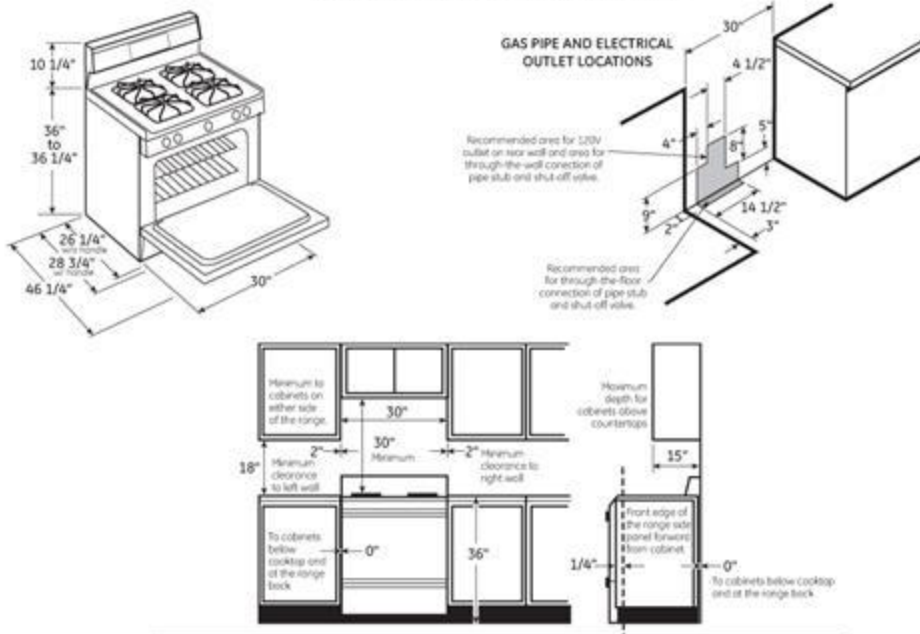 10 1/4"
36"
to
36 1/4"
26 1/4"
w/o handle
28 3/4"
w/ handle
46 1/4"
30"
GAS PIPE AND ELECTRICAL
OUTLET LOCATIONS
30"
4 1/2"
5"
4"
8"
Recommended area for 120V
outlet on rear wall and area for
through-the-wall conection of
pipe stub and shut-off valve.
9"
2"
14 1/2"
3"
Recommended area
for through-the-floor
connection of pipe stub
and shut-off valve.
Minimum to
cabinets on
either side
of the range.
30"
2"
30"
Minimum
2"
18"
Minimum
clearance
to left wall
Minimum
clearance to
right wall
Maximum
depth for
cabinets above
countertops
15"
To cabinets
below
cooktop and
at the range
back
0"
36"
Front edge of
the range side
panel forward
from cabinet
1/4"
0"
To cabinets below cooktop
and at the range back